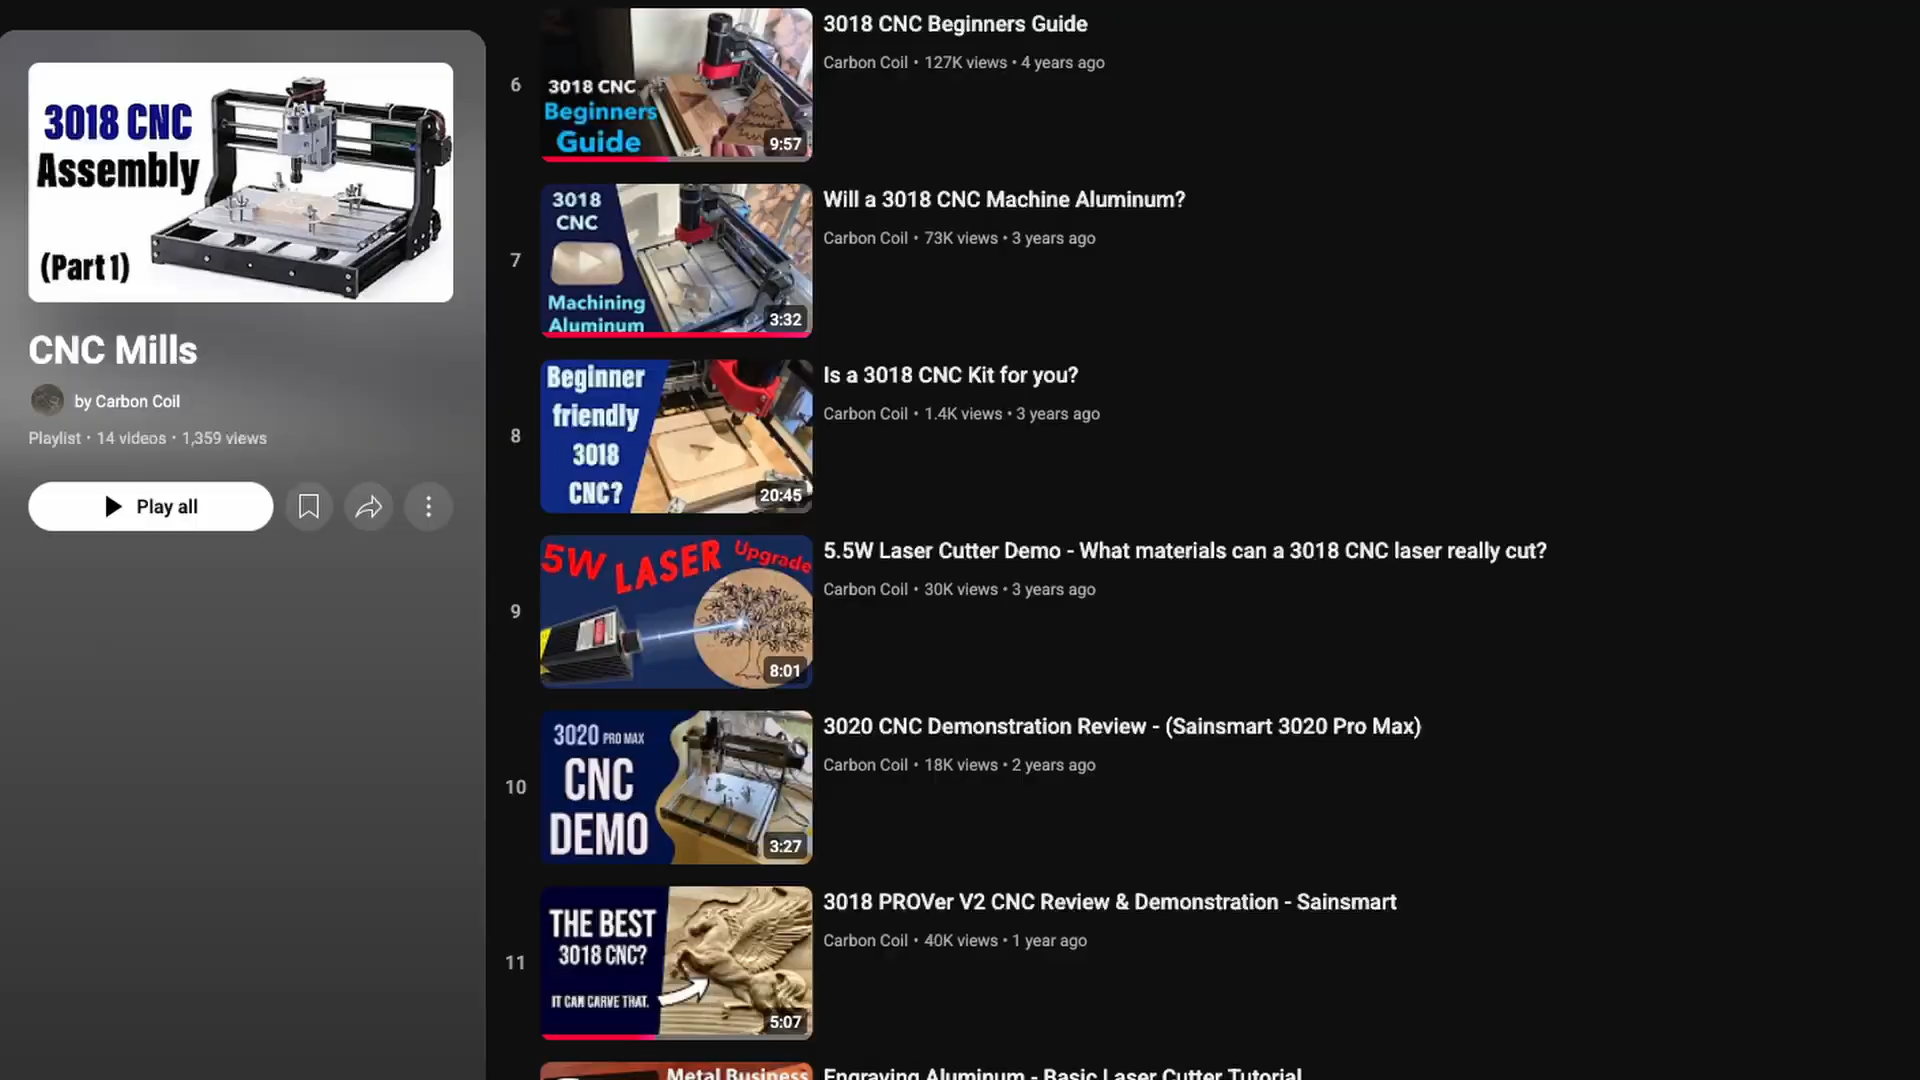 3018 CNC
Assembly
(Part 1)
CNC Mills
by Carbon Coil
Playlist • 14 videos • 1,359 views
Play all
6
3018 CNC
Beginners
Guide
9:57
3018 CNC Beginners Guide
Carbon Coil • 127K views • 4 years ago
7
3018
CNC
Machining
Aluminum
3:32
Will a 3018 CNC Machine Aluminum?
Carbon Coil • 73K views • 3 years ago
8
Beginner
friendly
3018
CNC?
20:45
Is a 3018 CNC Kit for you?
Carbon Coil • 1.4K views • 3 years ago
9
5W LASER Upgrade
8:01
5.5W Laser Cutter Demo - What materials can a 3018 CNC laser really cut?
Carbon Coil • 30K views • 3 years ago
10
3020 PRO MAX
CNC
DEMO
3:27
3020 CNC Demonstration Review - (Sainsmart 3020 Pro Max)
Carbon Coil • 18K views • 2 years ago
11
THE BEST
3018 CNC?
IT CAN CARVE THAT.
5:07
3018 PROVer V2 CNC Review & Demonstration - Sainsmart
Carbon Coil • 40K views • 1 year ago
Metal Business
Engraving Aluminum - Basic Laser Cutter Tutorial